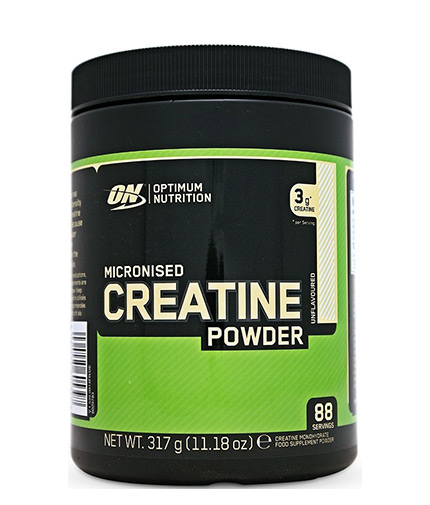 ON OPTIMUM
NUTRITION
3g*
CREATINE
* per Serving
UNFLAVOURED
MICRONISED
CREATINE
POWDER
88
SERVINGS
NET WT. 317 g (11.18 oz) ℮
CREATINE MONOHYDRATE
FOOD SUPPLEMENT POWDER